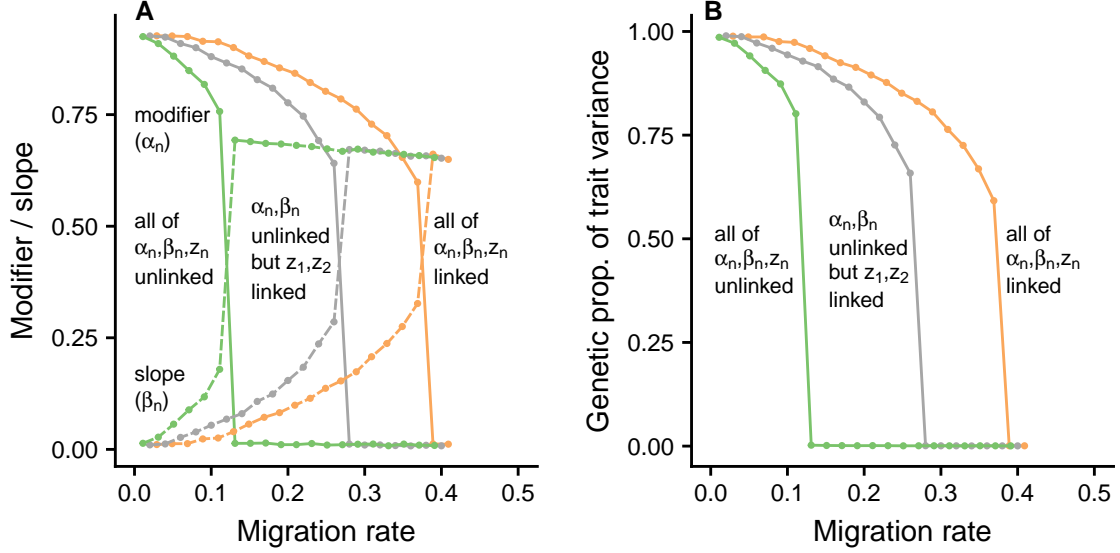 A
Modifier / slope
0.75
0.50
0.25
0.00
modifier
(αn)
all of
αn,βn,zn
unlinked
αn,βn
unlinked
but z1,z2
linked
all of
αn,βn,zn
linked
slope
(βn)
0.0
0.1
0.2
0.3
0.4
0.5
Migration rate
B
Genetic prop. of trait variance
1.00
0.75
0.50
0.25
0.00
all of
αn,βn,zn
unlinked
αn,βn
unlinked
but z1,z2
linked
all of
αn,βn,zn
linked
0.0
0.1
0.2
0.3
0.4
0.5
Migration rate